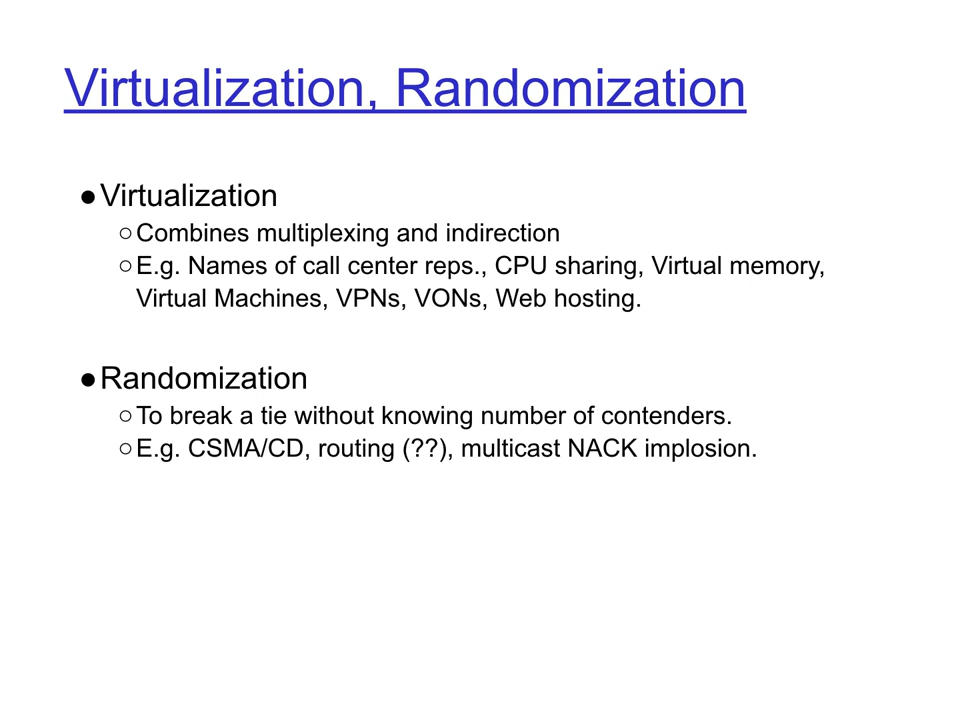 Virtualization, Randomization
●Virtualization
○Combines multiplexing and indirection
○E.g. Names of call center reps., CPU sharing, Virtual memory,
Virtual Machines, VPNs, VONs, Web hosting.
●Randomization
○To break a tie without knowing number of contenders.
○E.g. CSMA/CD, routing (??), multicast NACK implosion.